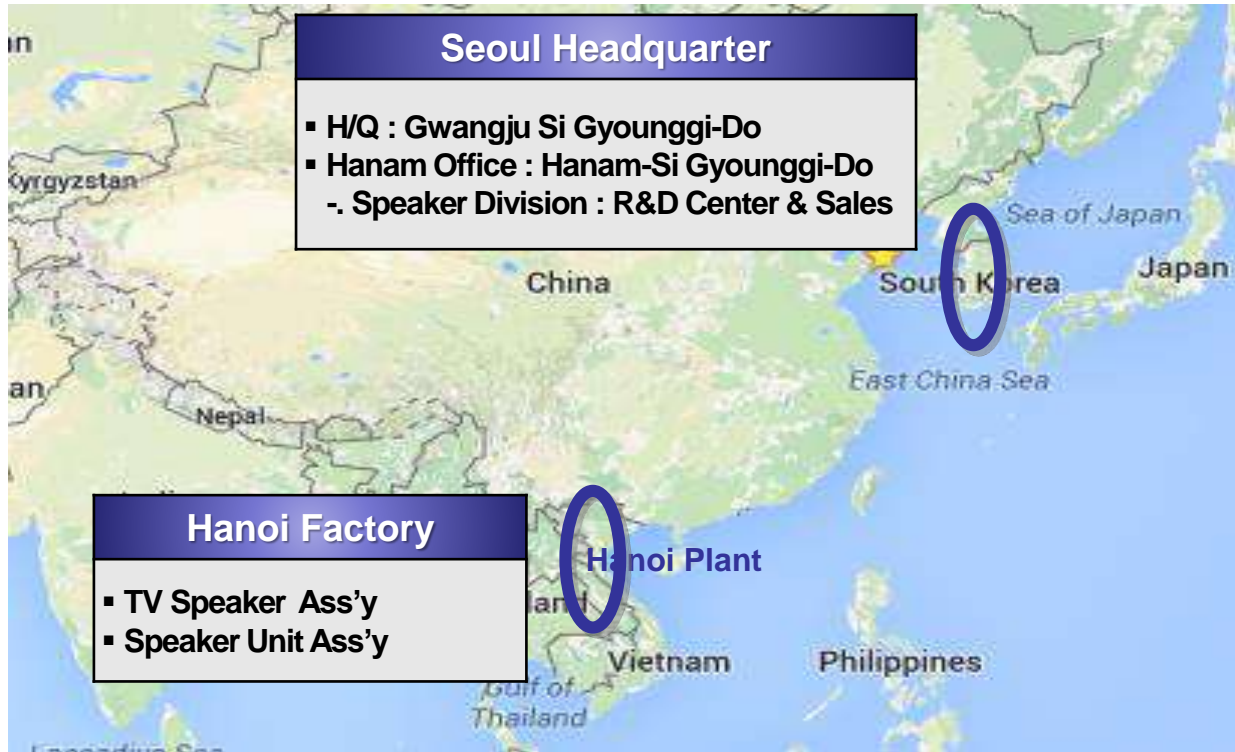 Seoul Headquarter
▪ H/Q : Gwangju Si Gyounggi-Do
▪ Hanam Office : Hanam-Si Gyounggi-Do
-. Speaker Division : R&D Center & Sales
Kyrgyzstan
Sea of Japan
China
South Korea
Japan
East China Sea
Nepal
Hanoi Factory
▪ TV Speaker Ass’y
▪ Speaker Unit Ass’y
Hanoi Plant
Vietnam
Philippines
Gulf of
Thailand